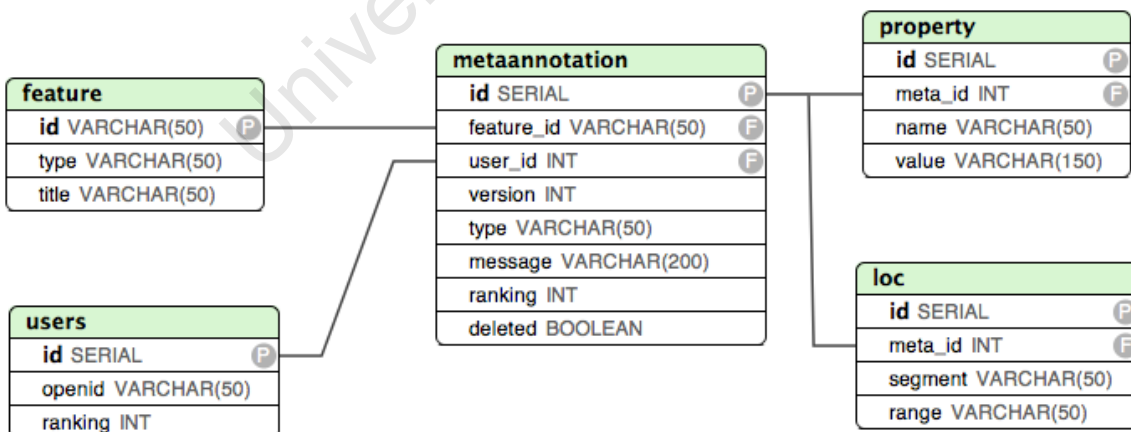 feature
id VARCHAR(50) P
type VARCHAR(50)
title VARCHAR(50)
users
id SERIAL P
openid VARCHAR(50)
ranking INT
metaannotation
id SERIAL P
feature_id VARCHAR(50) F
user_id INT F
version INT
type VARCHAR(50)
message VARCHAR(200)
ranking INT
deleted BOOLEAN
property
id SERIAL P
meta_id INT F
name VARCHAR(50)
value VARCHAR(150)
loc
id SERIAL P
meta_id INT F
segment VARCHAR(50)
range VARCHAR(50)